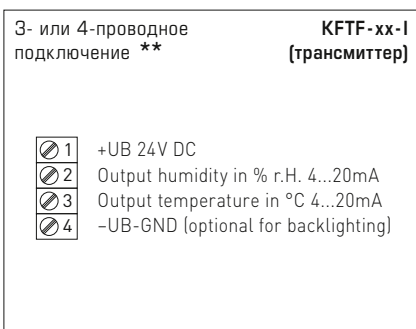 3- или 4-проводное KFTF-xx-I
подключение ** (трансмиттер)
1 +UB 24V DC
2 Output humidity in % r.H. 4...20mA
3 Output temperature in °C 4...20mA
4 –UB-GND (optional for backlighting)